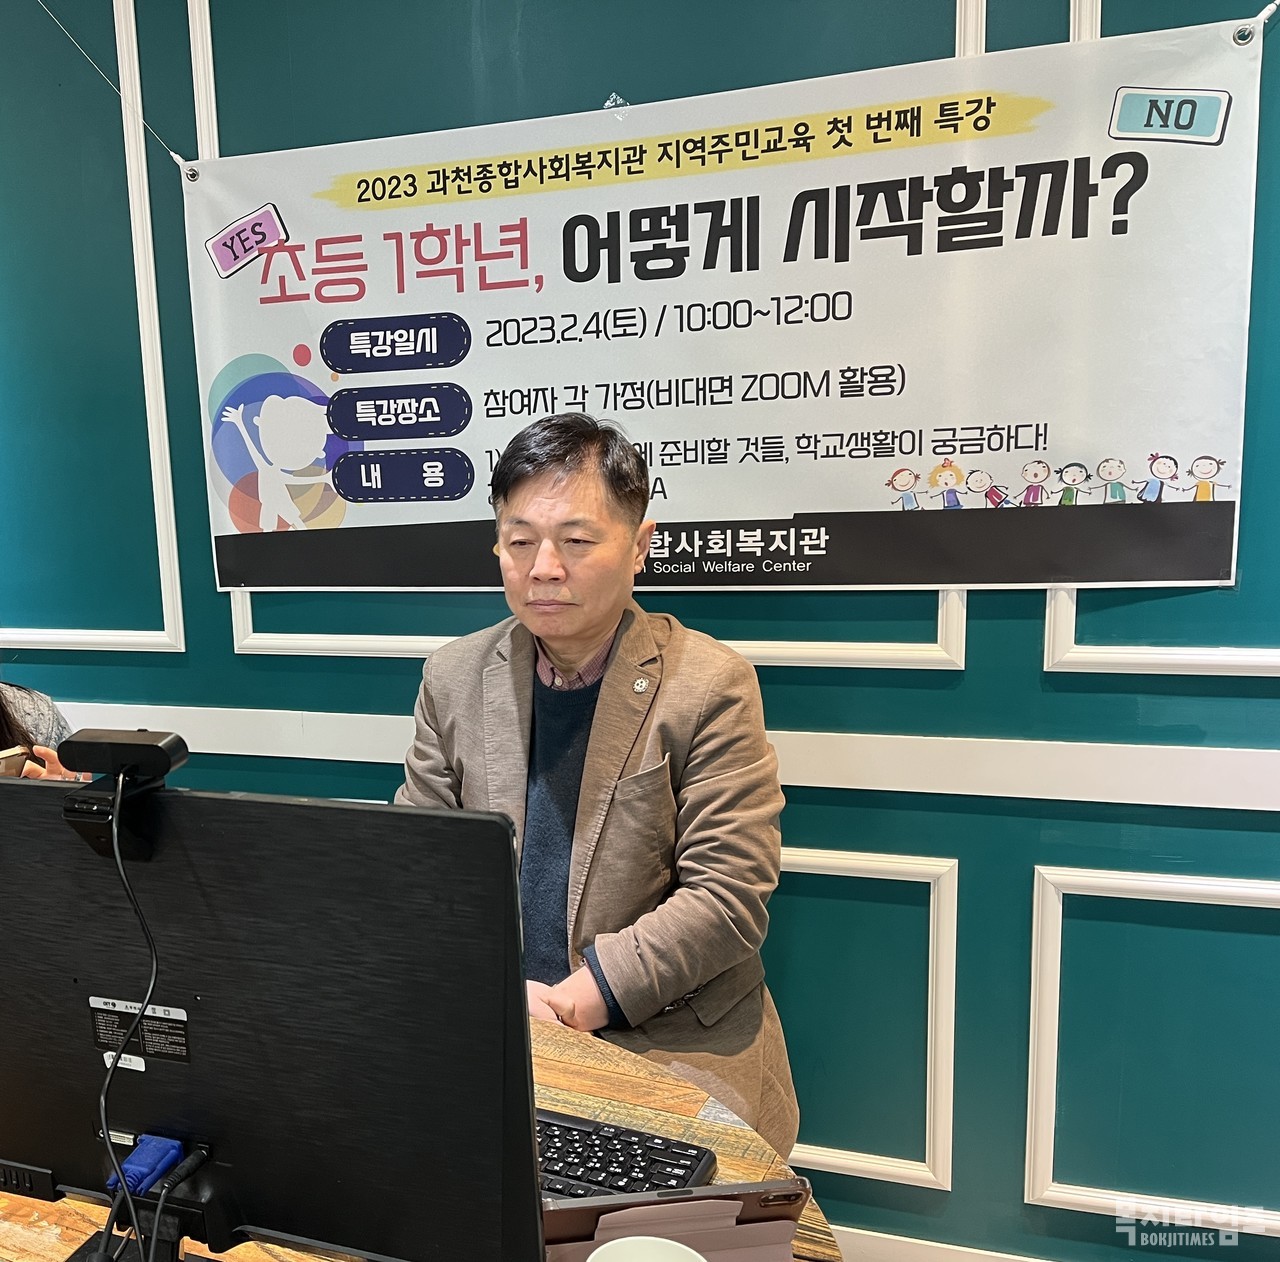 2023 과천종합사회복지관 지역주민교육 첫 번째 특강
NO
YES
초등 1학년, 어떻게 시작할까?
특강일시
2023.2.4(토) / 10:00~12:00
특강장소
참여자 각 가정(비대면 ZOOM 활용)
내 용
1)
에 준비할 것들, 학교생활이 궁금하다!
A
합사회복지관
Social Welfare Center
복지타임즈
BOKJITIMES